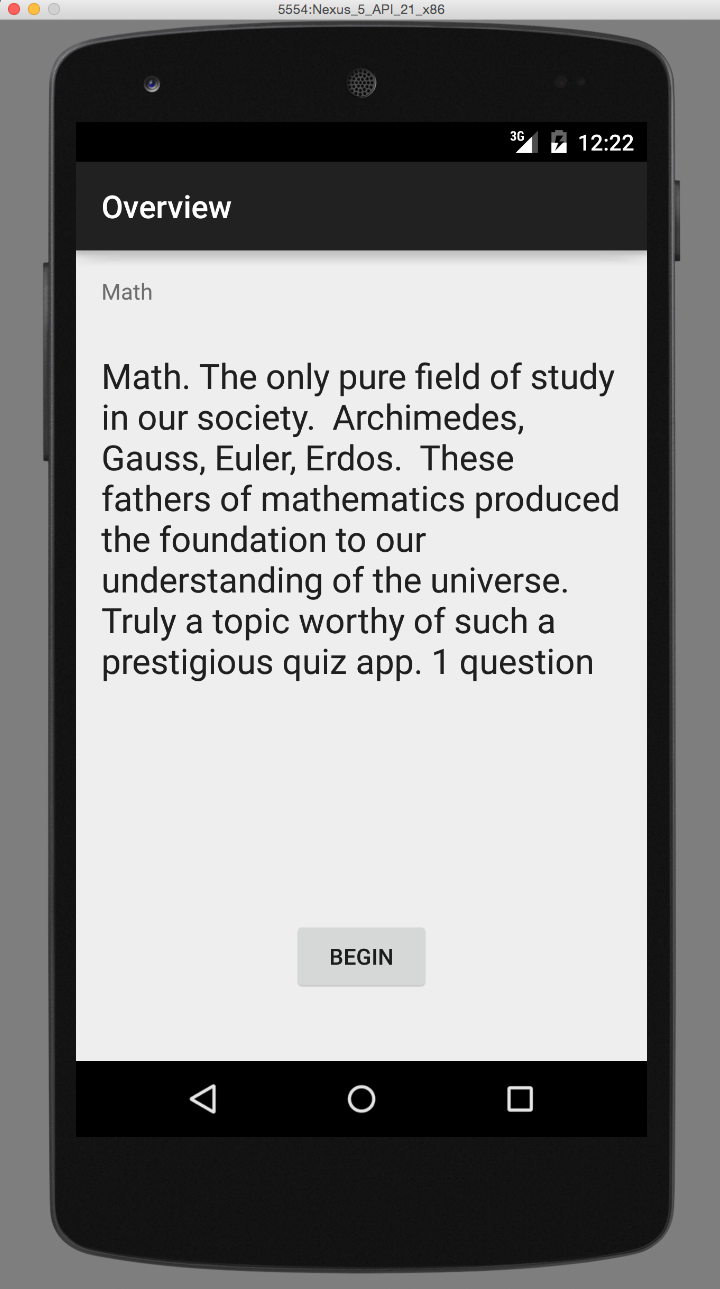 5554:Nexus_5_API_21_x86
3G 12:22
Overview
Math
Math. The only pure field of study
in our society.  Archimedes,
Gauss, Euler, Erdos.  These
fathers of mathematics produced
the foundation to our
understanding of the universe.
Truly a topic worthy of such a
prestigious quiz app. 1 question
BEGIN